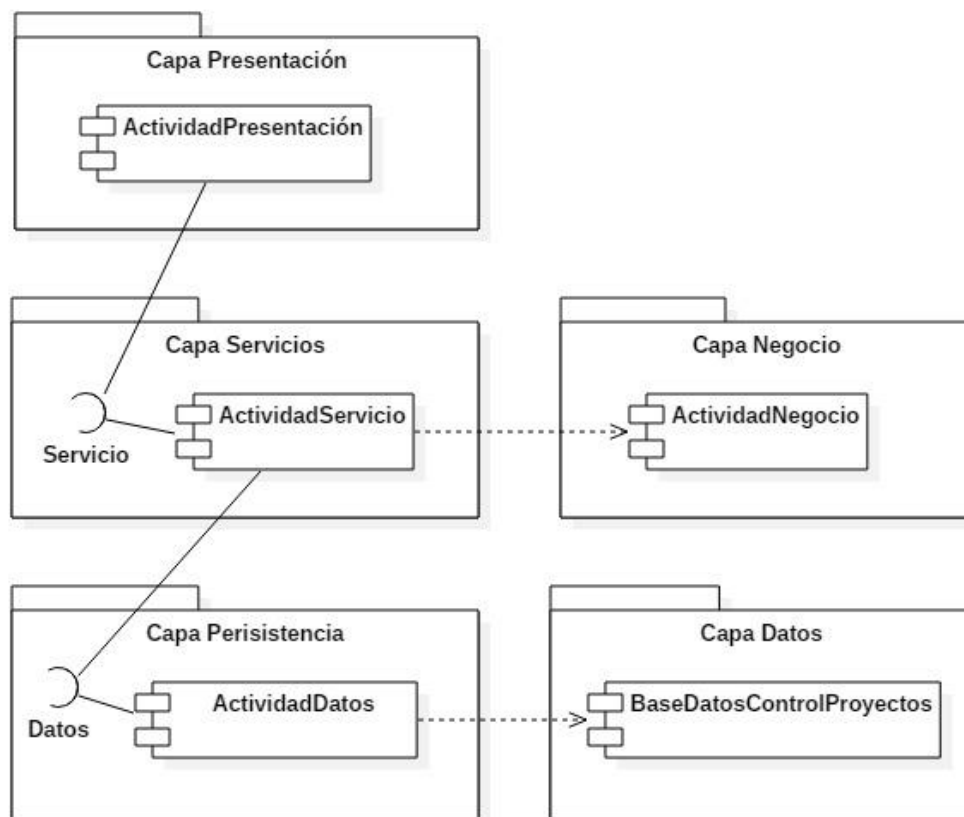 Capa Presentación
ActividadPresentación
Capa Servicios
ActividadServicio
Servicio
Capa Negocio
ActividadNegocio
Capa Perisistencia
ActividadDatos
Datos
Capa Datos
BaseDatosControlProyectos